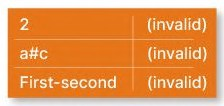 2 (invalid)
a#c (invalid)
First-second (invalid)